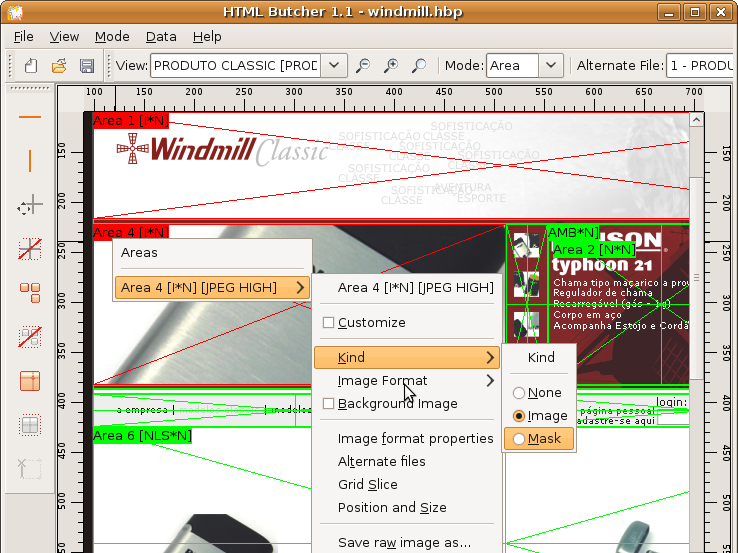 HTML Butcher 1.1 - windmill.hbp
File View Mode Data Help
View: PRODUTO CLASSIC [PROD Mode: Area Alternate File: 1 - PRODU
100 150 200 250 300 350 400 450 500 550 600 650 700
Area 1 [I*N]
SOFISTICAÇÃO
SOFISTICAÇÃO CLASSE
Windmill Classic
CLASSE
SOFISTICAÇÃO
CLASSE
AVENTURA
CLASSE
ESPORTE
150
200
250
300
350
400
450
500
550
Area 4 [I*N]
AMB*N]
Area 2 [N*N]
typhoon 21
Chama tipo maçarico a prov
Regulador de chama
Recarregável (gás - 1g)
Corpo em aço
Acompanha Estojo e Cordã
Areas
Area 4 [I*N] [JPEG HIGH]
Area 4 [I*N] [JPEG HIGH]
Customize
Kind
Image Format
Background Image
Image format properties
Alternate files
Grid Slice
Position and Size
Save raw image as...
Kind
None
Image
Mask
a empresa | modelos classic | modelos
login:
página pessoal
adastre-se aqui
Area 6 [NLS*N]